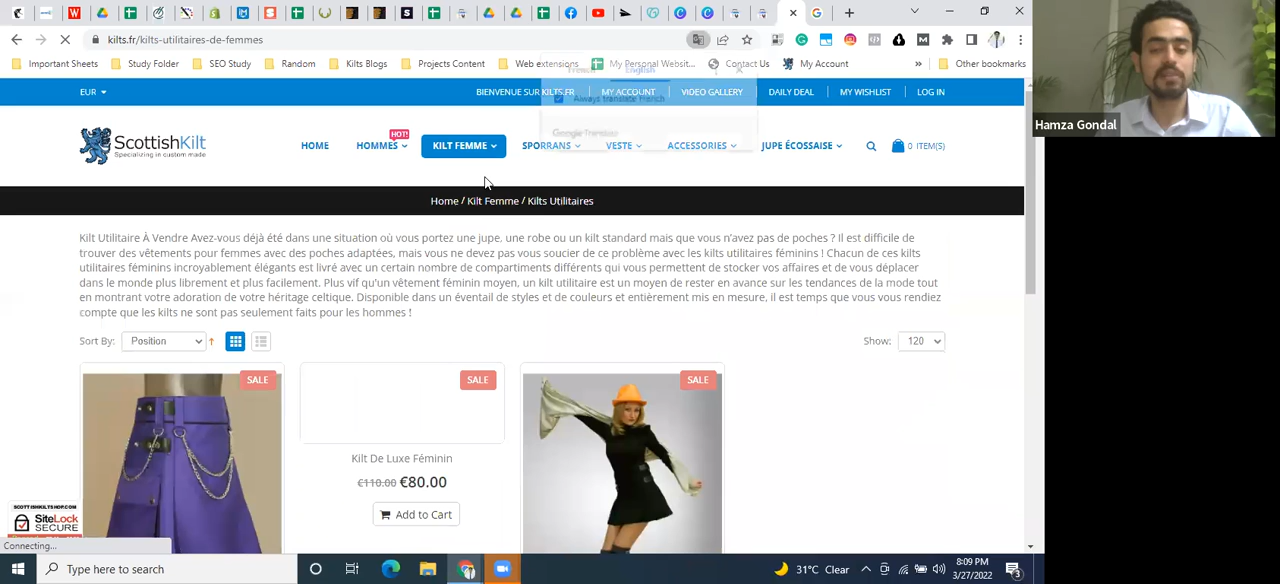 kilts.fr/kilts-utilitaires-de-femmes
Important Sheets Study Folder SEO Study Random Kilts Blogs Projects Content Web extensions My Personal Websit... Contact Us My Account » Other bookmarks
French English
Always translate French
Google Translate
EUR BIENVENUE SUR KILTS.FR MY ACCOUNT VIDEO GALLERY DAILY DEAL MY WISHLIST LOG IN
ScottishKilt
Specializing in custom made
HOT!
HOME HOMMES KILT FEMME SPORRANS VESTE ACCESSORIES JUPE ÉCOSSAISE 0 ITEM(S)
Home / Kilt Femme / Kilts Utilitaires
Kilt Utilitaire À Vendre Avez-vous déjà été dans une situation où vous portez une jupe, une robe ou un kilt standard mais que vous n'avez pas de poches ? Il est difficile de
trouver des vêtements pour femmes avec des poches adaptées, mais vous ne devez pas vous soucier de ce problème avec les kilts utilitaires féminins ! Chacun de ces kilts
utilitaires féminins incroyablement élégants est livré avec un certain nombre de compartiments différents qui vous permettent de stocker vos affaires et de vous déplacer
dans le monde plus librement et plus facilement. Plus vif qu'un vêtement féminin moyen, un kilt utilitaire est un moyen de rester en avance sur les tendances de la mode tout
en montrant votre adoration de votre héritage celtique. Disponible dans un éventail de styles et de couleurs et entièrement mis en mesure, il est temps que vous vous rendiez
compte que les kilts ne sont pas seulement faits pour les hommes !
Sort By: Position Show: 120
SALE SALE SALE
Kilt De Luxe Féminin
€110.00 €80.00
Add to Cart
SCOTTISHKILTSHOP.COM
SiteLock
SECURE
Connecting...
Type here to search
31°C Clear
8:09 PM
3/27/2022
3
Hamza Gondal